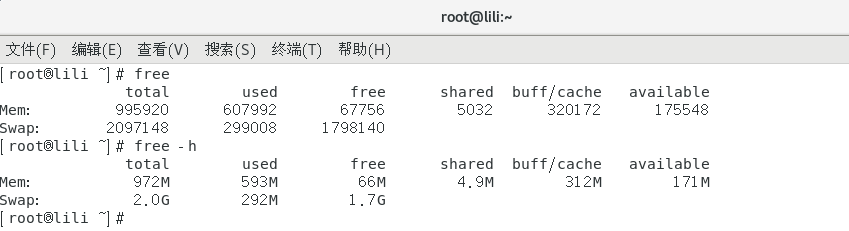 root@lili:~
文件(F) 编辑(E) 查看(V) 搜索(S) 终端(T) 帮助(H)
[root@lili ~]# free
total used free shared buff/cache available
Mem: 995920 607992 67756 5032 320172 175548
Swap: 2097148 299008 1798140
[root@lili ~]# free -h
total used free shared buff/cache available
Mem: 972M 593M 66M 4.9M 312M 171M
Swap: 2.0G 292M 1.7G
[root@lili ~]#